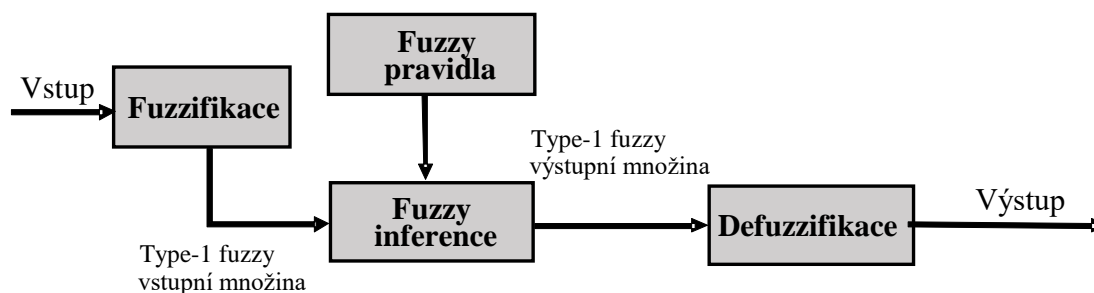 Vstup
Fuzzifikace
Fuzzy
pravidla
Type-1 fuzzy
vstupní množina
Fuzzy
inference
Type-1 fuzzy
výstupní množina
Defuzzifikace
Výstup